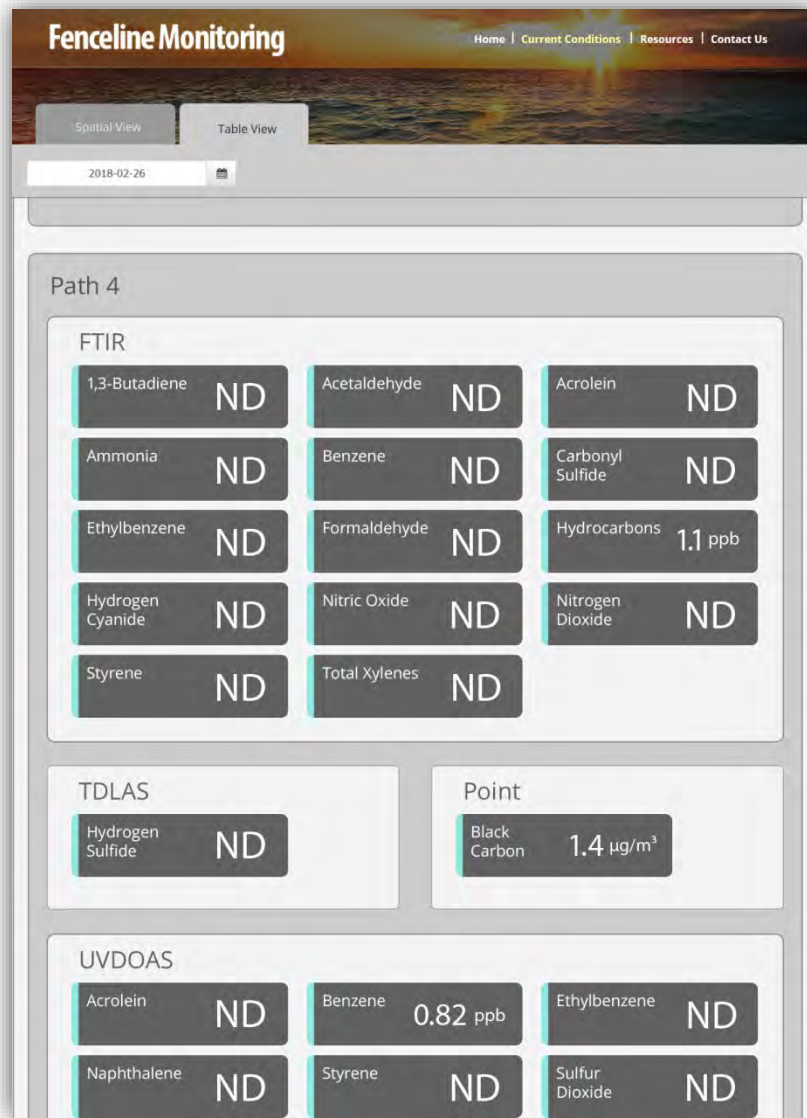 Fenceline Monitoring
Home | Current Conditions | Resources | Contact Us
Spatial View
Table View
2018-02-26
Path 4
FTIR
1,3-Butadiene ND
Acetaldehyde ND
Acrolein ND
Ammonia ND
Benzene ND
Carbonyl
Sulfide ND
Ethylbenzene ND
Formaldehyde ND
Hydrocarbons 1.1 ppb
Hydrogen
Cyanide ND
Nitric Oxide ND
Nitrogen
Dioxide ND
Styrene ND
Total Xylenes ND
TDLAS
Hydrogen
Sulfide ND
Point
Black
Carbon 1.4 µg/m³
UVDOAS
Acrolein ND
Benzene 0.82 ppb
Ethylbenzene ND
Naphthalene ND
Styrene ND
Sulfur
Dioxide ND